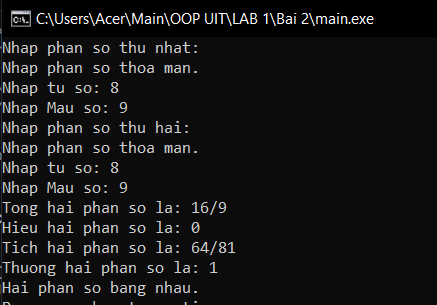 C:\Users\Acer\Main\OOP UIT\LAB 1\Bai 2\main.exe
Nhap phan so thu nhat:
Nhap phan so thoa man.
Nhap tu so: 8
Nhap Mau so: 9
Nhap phan so thu hai:
Nhap phan so thoa man.
Nhap tu so: 8
Nhap Mau so: 9
Tong hai phan so la: 16/9
Hieu hai phan so la: 0
Tich hai phan so la: 64/81
Thuong hai phan so la: 1
Hai phan so bang nhau.